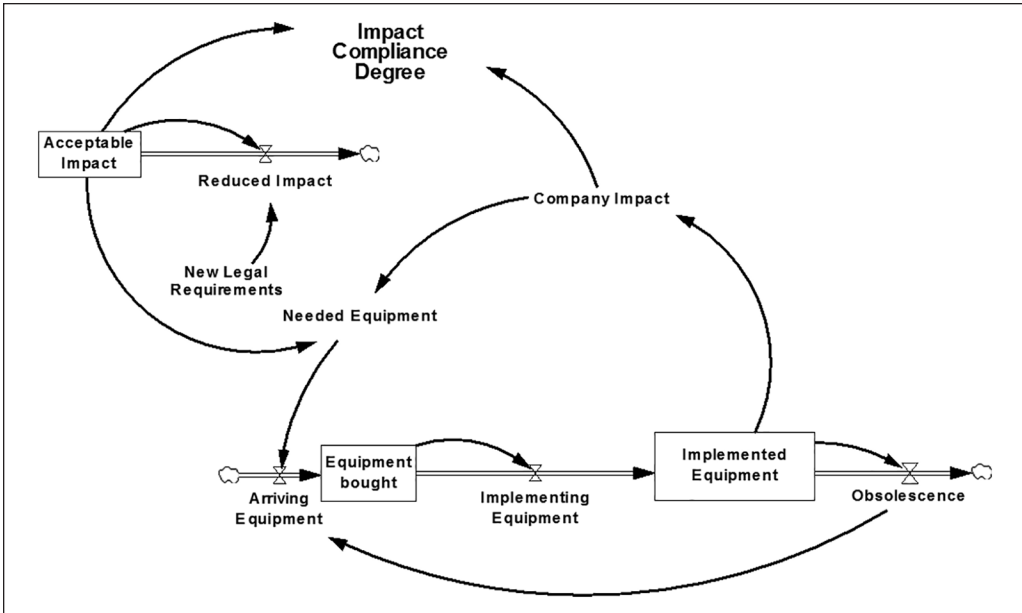 Impact
Compliance
Degree
Acceptable
Impact
Reduced Impact
Company Impact
New Legal
Requirements
Needed Equipment
Equipment
bought
Implemented
Equipment
Arriving
Equipment
Implementing
Equipment
Obsolescence